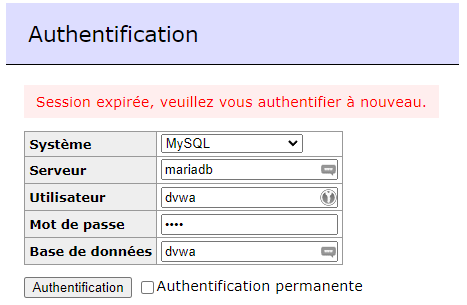 Authentification
Session expirée, veuillez vous authentifier à nouveau.
Système MySQL
Serveur mariadb
Utilisateur dvwa
Mot de passe ••••
Base de données dvwa
Authentification Authentification permanente